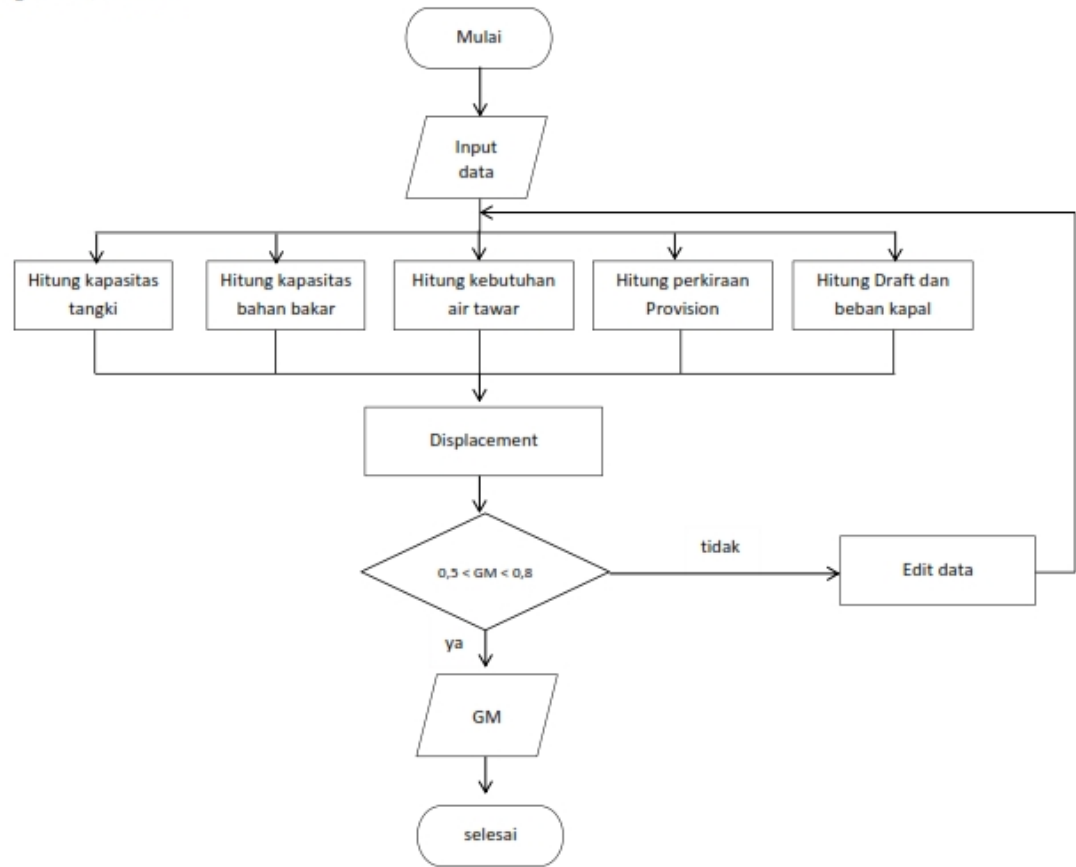 Mulai
Input
data
Hitung kapasitas
tangki
Hitung kapasitas
bahan bakar
Hitung kebutuhan
air tawar
Hitung perkiraan
Provision
Hitung Draft dan
beban kapal
Displacement
0,5 < GM < 0,8
tidak
Edit data
ya
GM
selesai